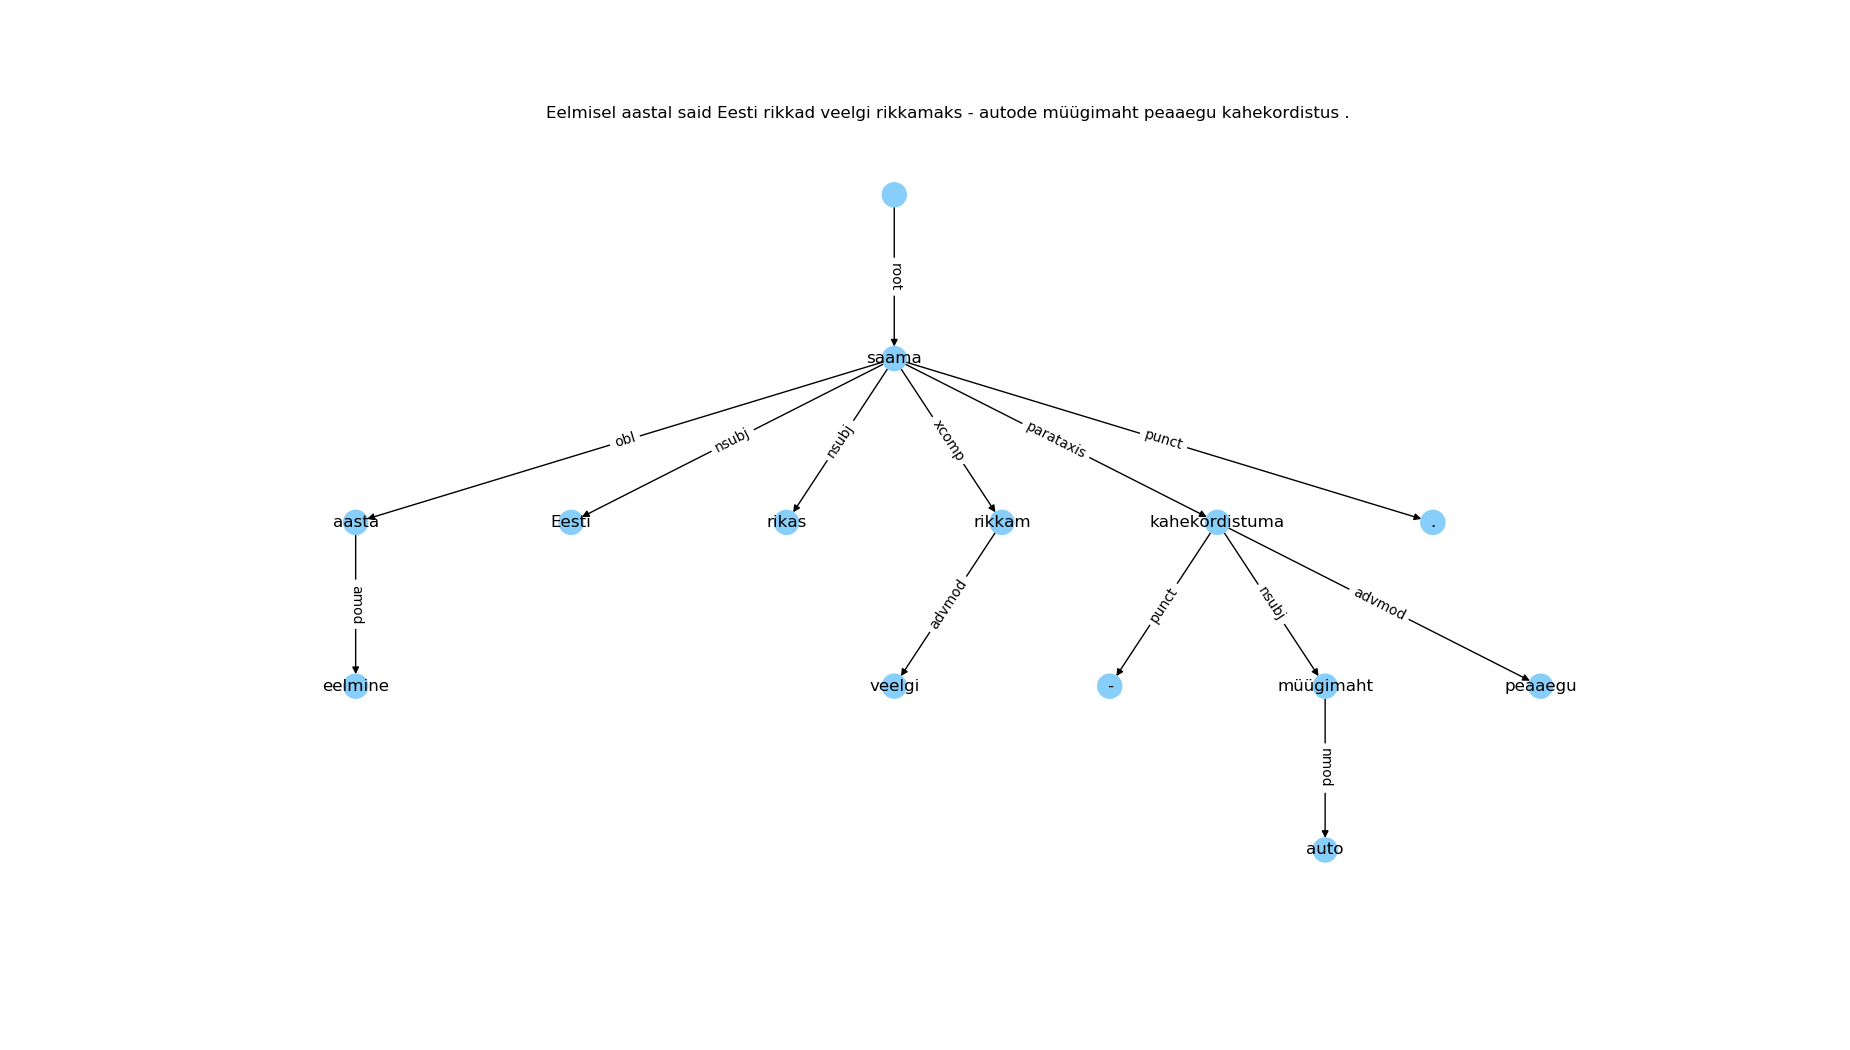 Eelmisel aastal said Eesti rikkad veelgi rikkamaks - autode müügimaht peaaegu kahekordistus .
root
saama
obl
nsubj
nsubj
xcomp
parataxis
punct
aasta
Eesti
rikas
rikkam
kahekordistuma
.
amod
advmod
punct
nsubj
advmod
eelmine
veelgi
-
müügimaht
peaaegu
nmod
auto